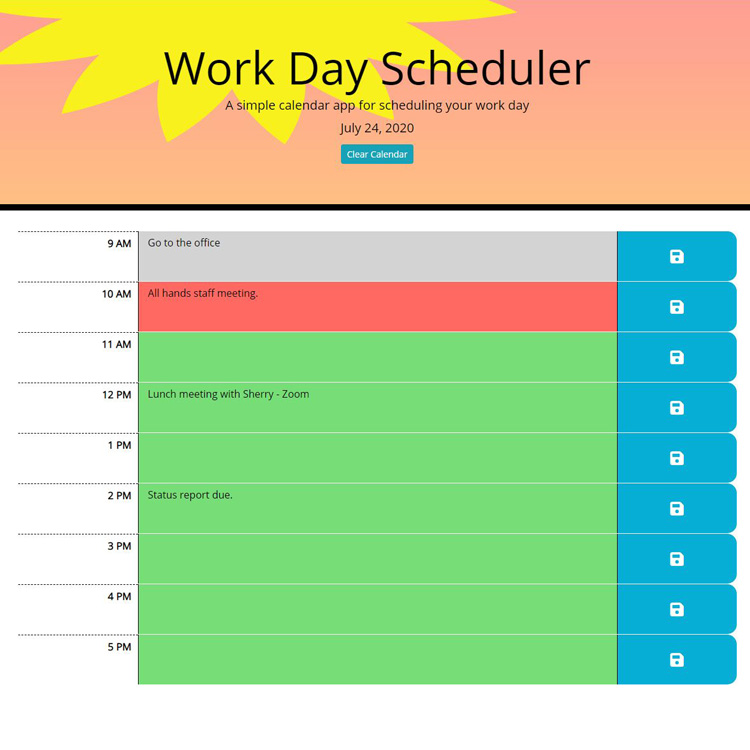 Work Day Scheduler
A simple calendar app for scheduling your work day
July 24, 2020
Clear Calendar
9 AM Go to the office
10 AM All hands staff meeting.
11 AM
12 PM Lunch meeting with Sherry - Zoom
1 PM
2 PM Status report due.
3 PM
4 PM
5 PM